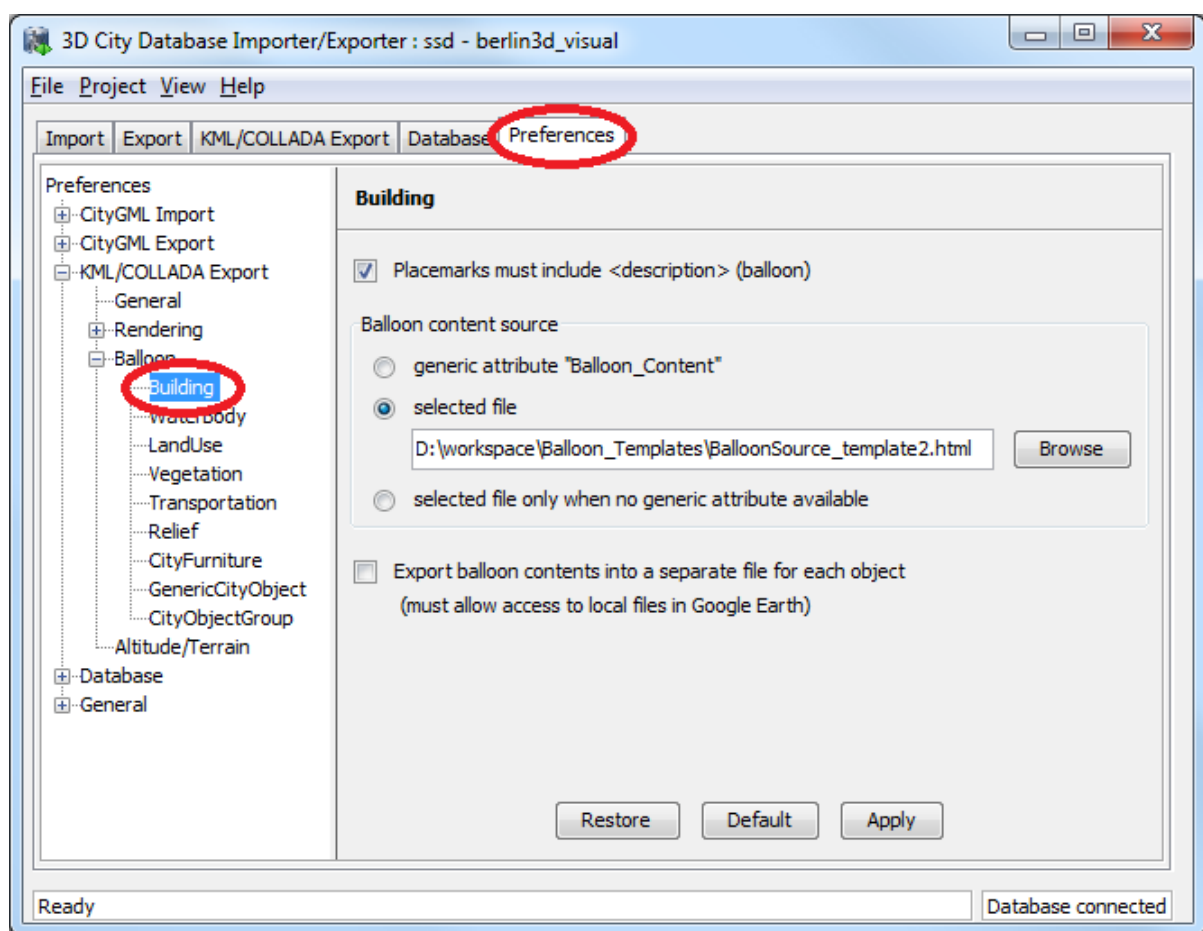 3D City Database Importer/Exporter : ssd - berlin3d_visual
File Project View Help
Import Export KML/COLLADA Export Database Preferences
Preferences
CityGML Import
CityGML Export
KML/COLLADA Export
General
Rendering
Balloon
Building
WaterBody
LandUse
Vegetation
Transportation
Relief
CityFurniture
GenericCityObject
CityObjectGroup
Altitude/Terrain
Database
General
Building
Placemarks must include <description> (balloon)
Balloon content source
generic attribute "Balloon_Content"
selected file
D:\workspace\Balloon_Templates\BalloonSource_template2.html Browse
selected file only when no generic attribute available
Export balloon contents into a separate file for each object
(must allow access to local files in Google Earth)
Restore Default Apply
Ready Database connected